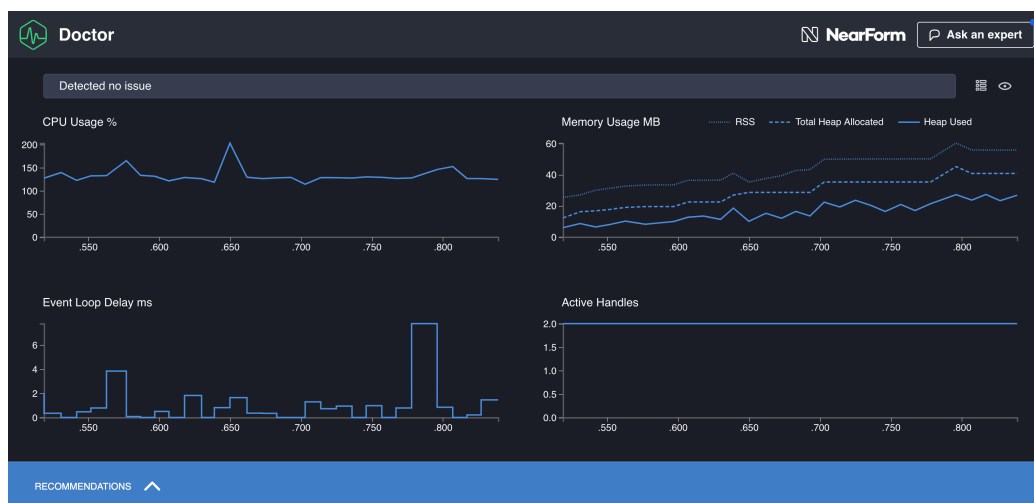 Doctor
NearForm
Ask an expert
Detected no issue
CPU Usage %
200
150
100
50
0
.550 .600 .650 .700 .750 .800
Memory Usage MB
RSS Total Heap Allocated Heap Used
60
40
20
0
.550 .600 .650 .700 .750 .800
Event Loop Delay ms
6
4
2
0
.550 .600 .650 .700 .750 .800
Active Handles
2.0
1.5
1.0
0.5
0.0
.550 .600 .650 .700 .750 .800
RECOMMENDATIONS